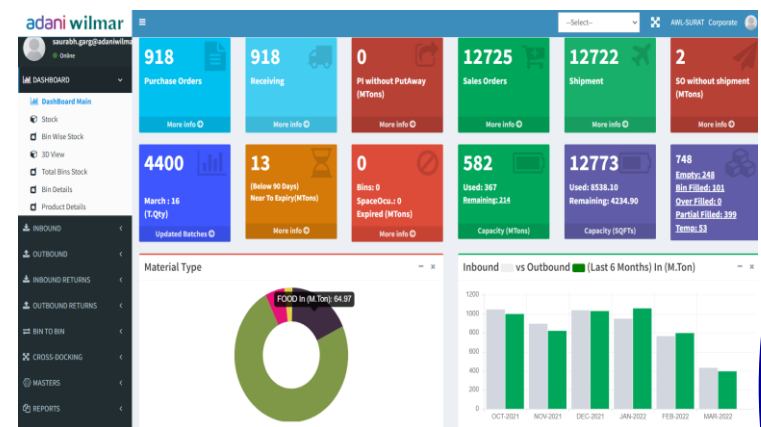 adani wilmar
--Select--
AWL-SURAT Corporate
saurabh.garg@adaniwilma
Online
DASHBOARD
DashBoard Main
Stock
Bin Wise Stock
3D View
Total Bins Stock
Bin Details
Product Details
INBOUND
OUTBOUND
INBOUND RETURNS
OUTBOUND RETURNS
BIN TO BIN
CROSS-DOCKING
MASTERS
REPORTS
918
Purchase Orders
More info
918
Receiving
More info
0
PI without PutAway
(MTons)
More info
12725
Sales Orders
More info
12722
Shipment
More info
2
SO without shipment
(MTons)
More info
4400
March : 16
(T.Qty)
Updated Batches
13
(Below 90 Days)
Near To Expiry(MTons)
More info
0
Bins: 0
SpaceOcu.: 0
Expired (MTons)
More info
582
Used: 367
Remaining: 214
Capacity (MTons)
12773
Used: 8538.10
Remaining: 4234.90
Capacity (SQFTs)
748
Empty: 248
Bin Filled: 101
Over Filled: 0
Partial Filled: 399
Temp: 53
Material Type
FOOD In (M.Ton): 64.97
Inbound vs Outbound (Last 6 Months) In (M.Ton)
1200
1000
800
600
400
200
0
OCT-2021
NOV-2021
DEC-2021
JAN-2022
FEB-2022
MAR-2022